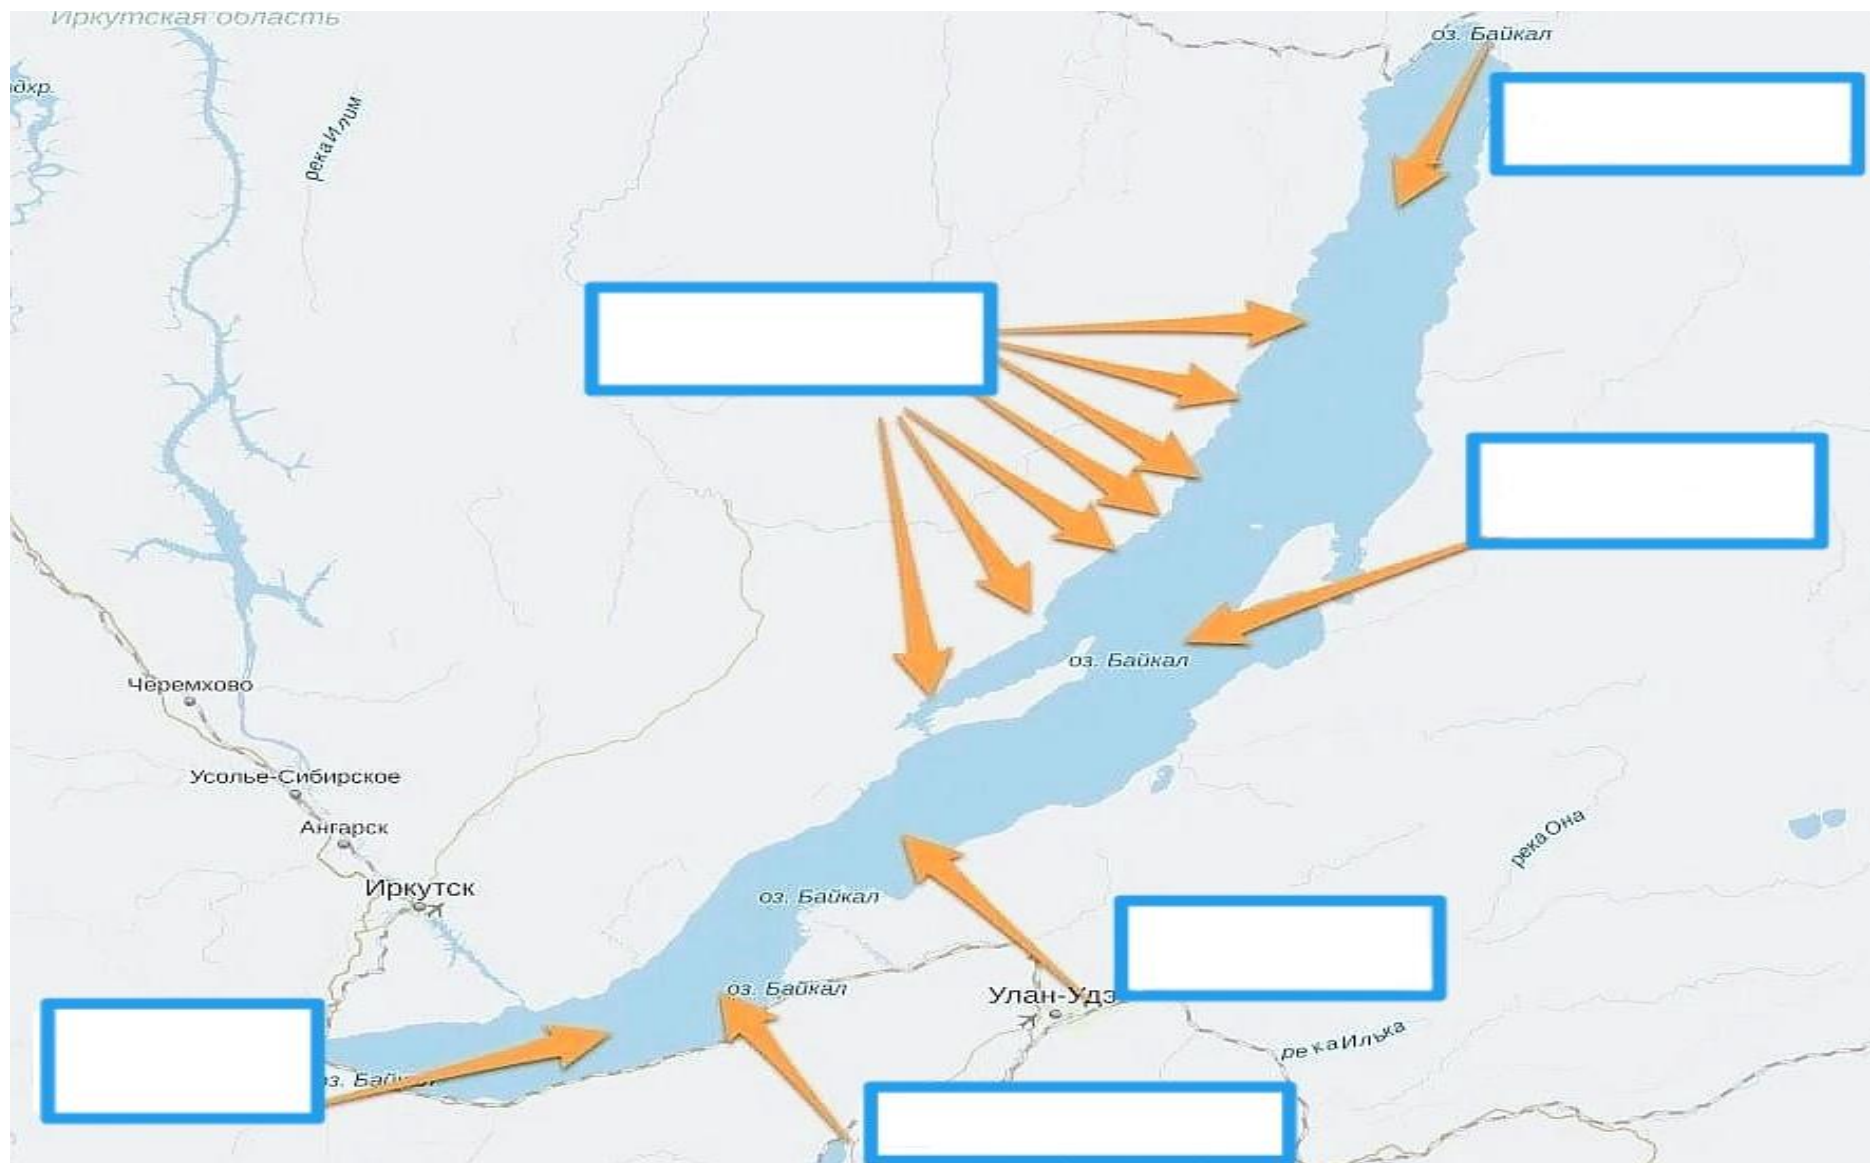 Иркутская область
оз. Байкал
река Илим
оз. Байкал
Черемхово
Усолье-Сибирское
Ангарск
река Она
Иркутск
оз. Байкал
оз. Байкал
Улан-Удэ
река Илька